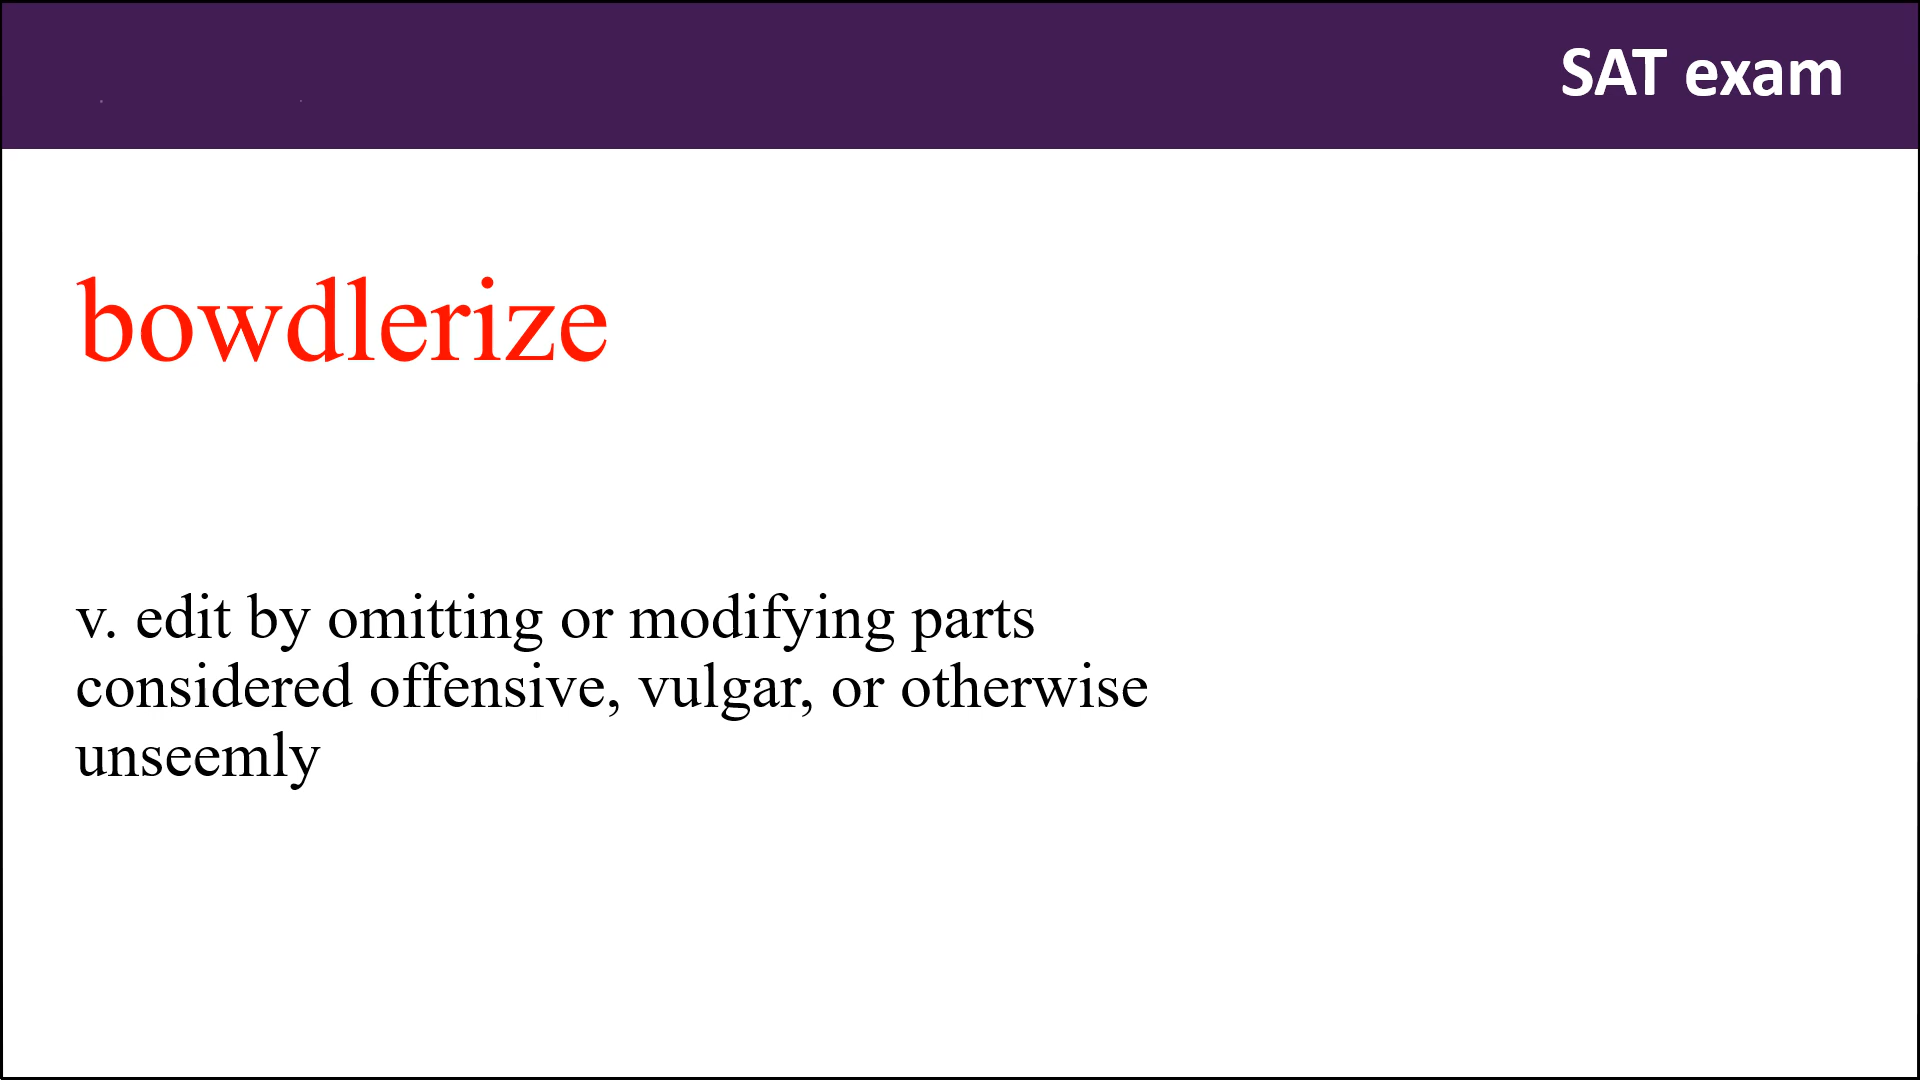 SAT exam
bowdlerize
v. edit by omitting or modifying parts
considered offensive, vulgar, or otherwise
unseemly